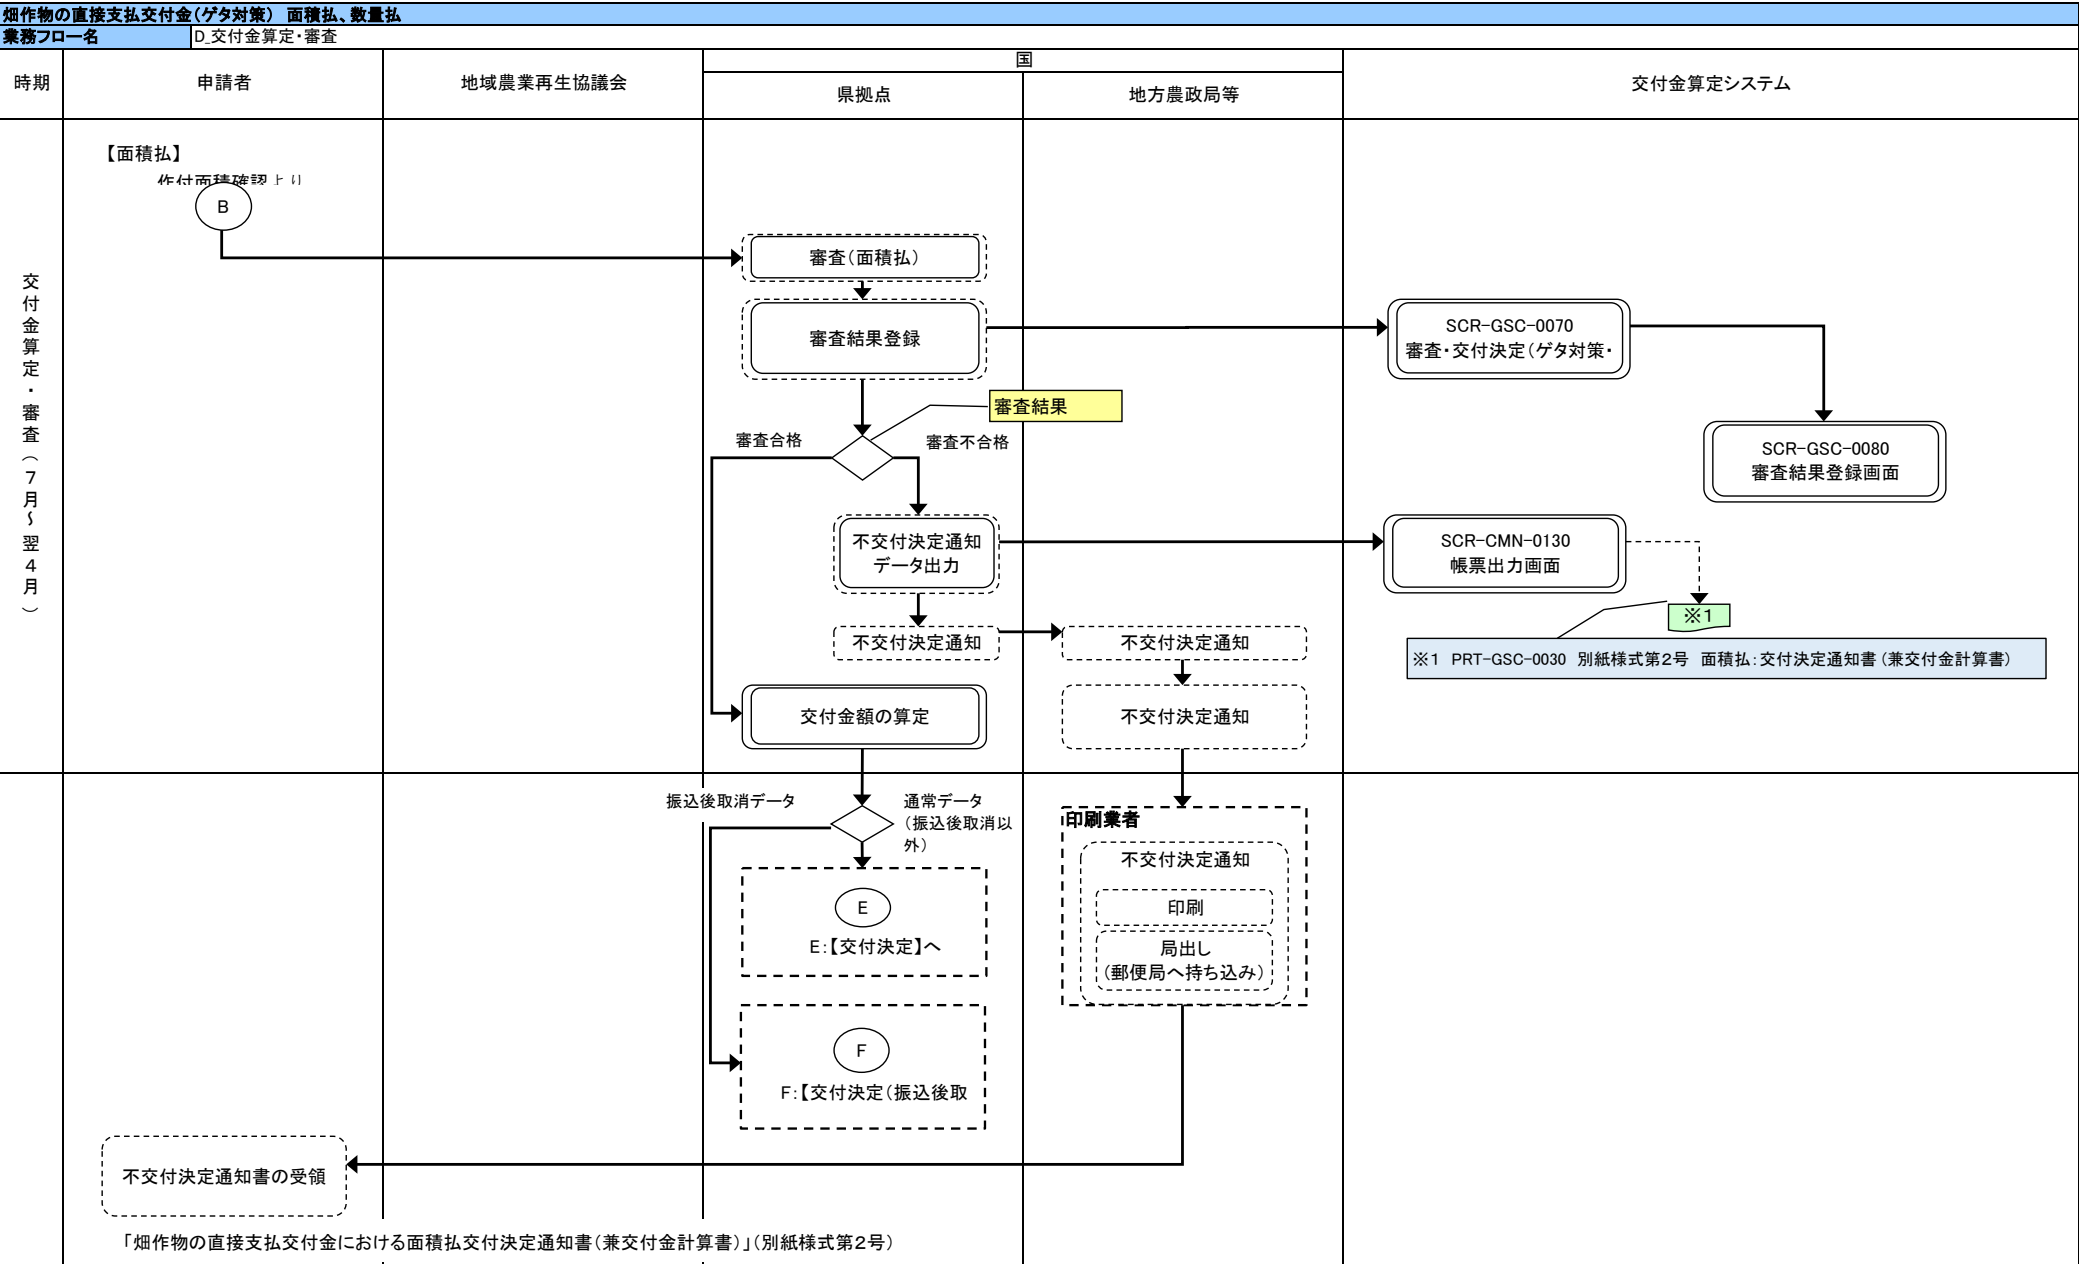 畑作物の直接支払交付金(ゲタ対策) 面積払、数量払
業務フロー名
D_交付金算定・審査
時期
申請者
地域農業再生協議会
国
県拠点
地方農政局等
交付金算定システム
交付金算定・審査(7月~翌4月)
【面積払】
作付面積確認より
B
審査(面積払)
審査結果登録
SCR-GSC-0070
審査・交付決定(ゲタ対策・
審査結果
審査合格
審査不合格
SCR-GSC-0080
審査結果登録画面
不交付決定通知
データ出力
SCR-CMN-0130
帳票出力画面
※1
不交付決定通知
不交付決定通知
※1 PRT-GSC-0030 別紙様式第2号 面積払:交付決定通知書(兼交付金計算書)
交付金額の算定
不交付決定通知
振込後取消データ
通常データ
(振込後取消以
外)
印刷業者
不交付決定通知
印刷
局出し
(郵便局へ持ち込み)
E
E:【交付決定】へ
F
F:【交付決定(振込後取
不交付決定通知書の受領
「畑作物の直接支払交付金における面積払交付決定通知書(兼交付金計算書)」(別紙様式第2号)